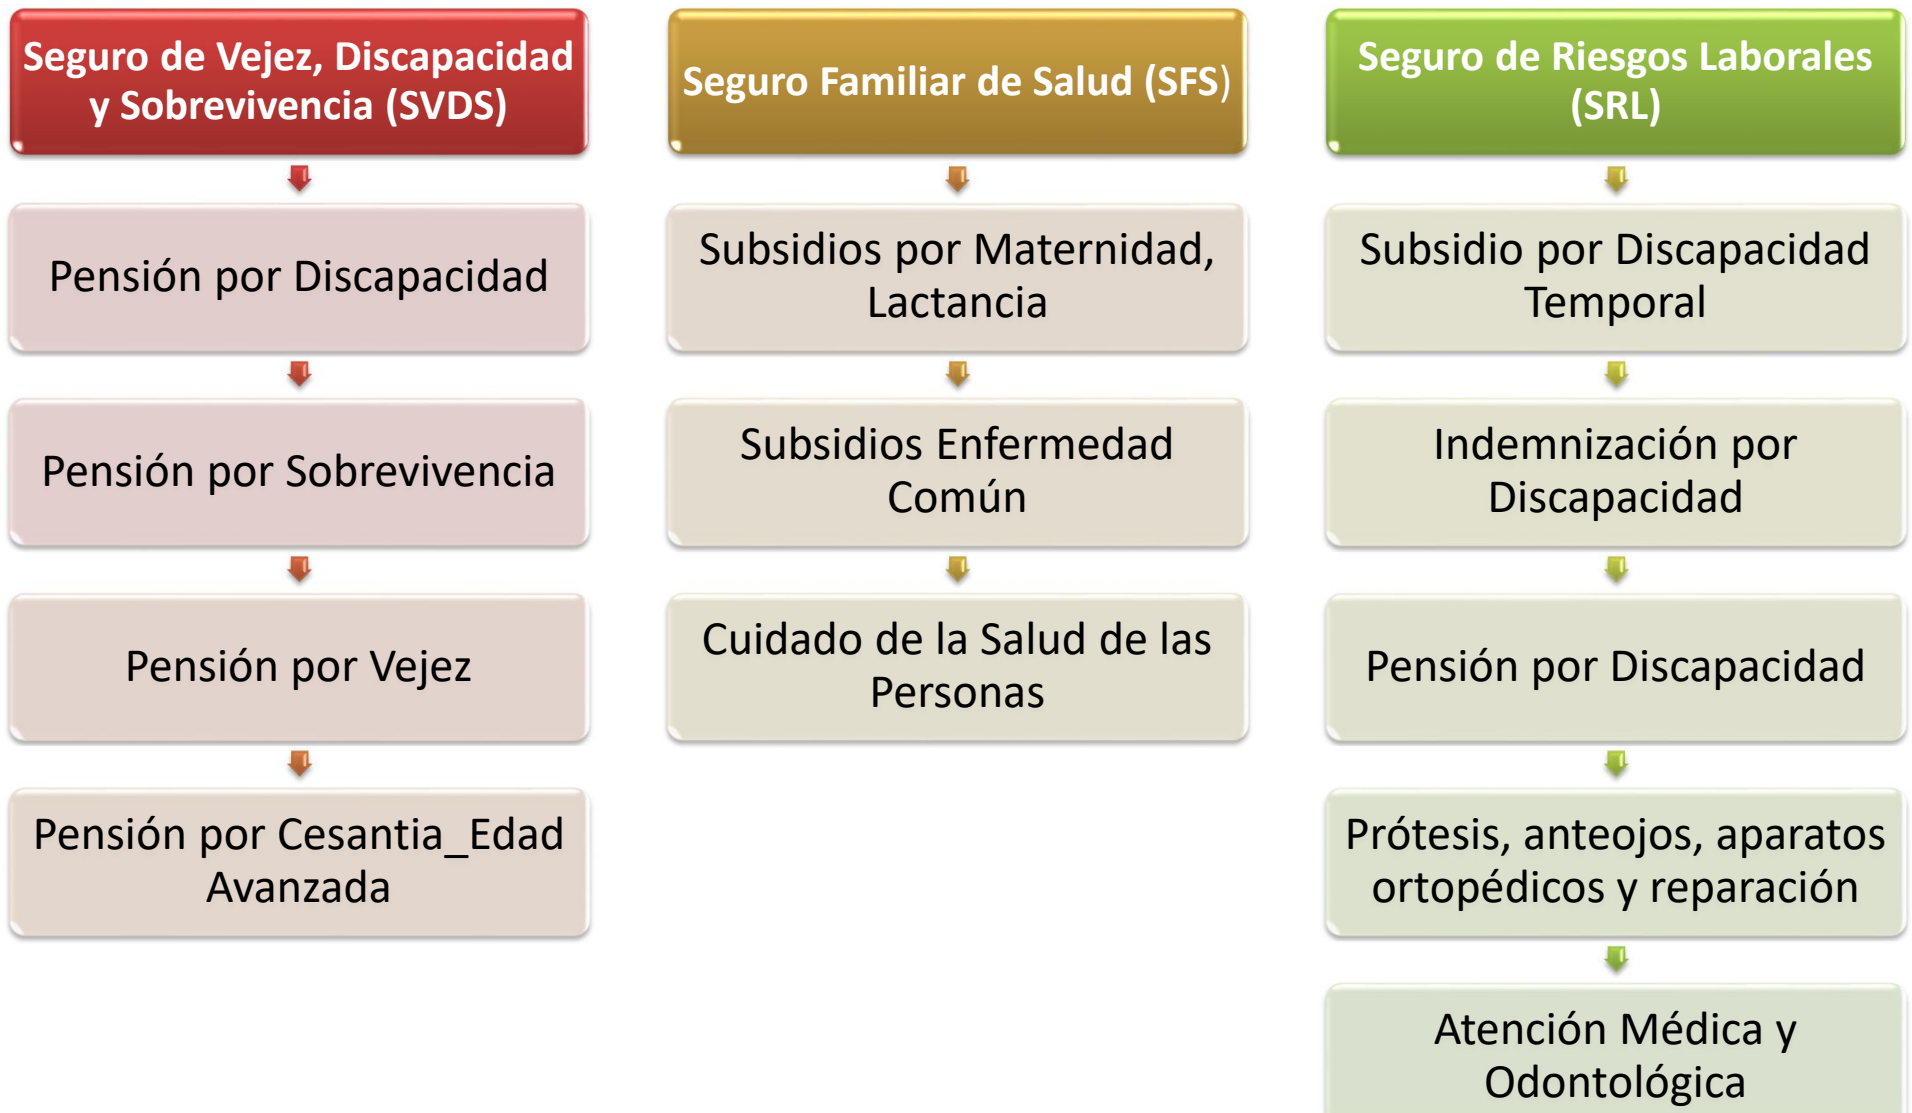 Seguro de Vejez, Discapacidad
y Sobrevivencia (SVDS)
Pensión por Discapacidad
Pensión por Sobrevivencia
Pensión por Vejez
Pensión por Cesantia_Edad
Avanzada
Seguro Familiar de Salud (SFS)
Subsidios por Maternidad,
Lactancia
Subsidios Enfermedad
Común
Cuidado de la Salud de las
Personas
Seguro de Riesgos Laborales
(SRL)
Subsidio por Discapacidad
Temporal
Indemnización por
Discapacidad
Pensión por Discapacidad
Prótesis, anteojos, aparatos
ortopédicos y reparación
Atención Médica y
Odontológica